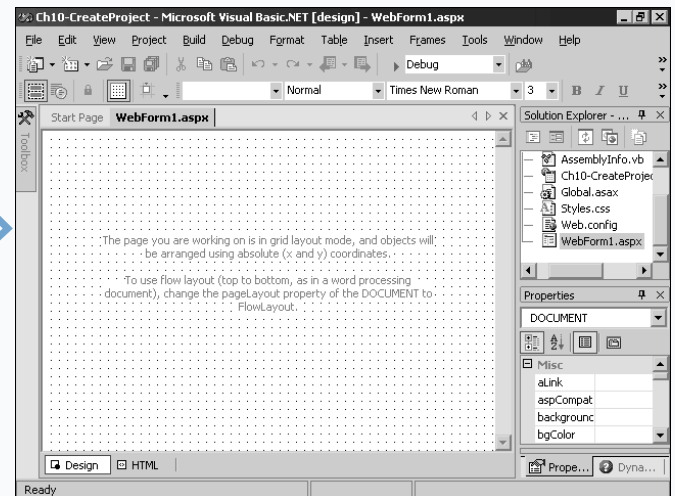 Ch10-CreateProject - Microsoft Visual Basic.NET [design] - WebForm1.aspx
File Edit View Project Build Debug Format Table Insert Frames Tools Window Help
Debug
Normal Times New Roman 3 B I U
Toolbox
Start Page WebForm1.aspx
The page you are working on is in grid layout mode, and objects will
be arranged using absolute (x and y) coordinates.
To use flow layout (top to bottom, as in a word processing
document), change the pageLayout property of the DOCUMENT to
FlowLayout.
Design HTML
Solution Explorer - ...
AssemblyInfo.vb
Ch10-CreateProjec
Global.asax
Styles.css
Web.config
WebForm1.aspx
Properties
DOCUMENT
Misc
aLink
aspCompat
backgrounc
bgColor
Prope... Dyna...
Ready